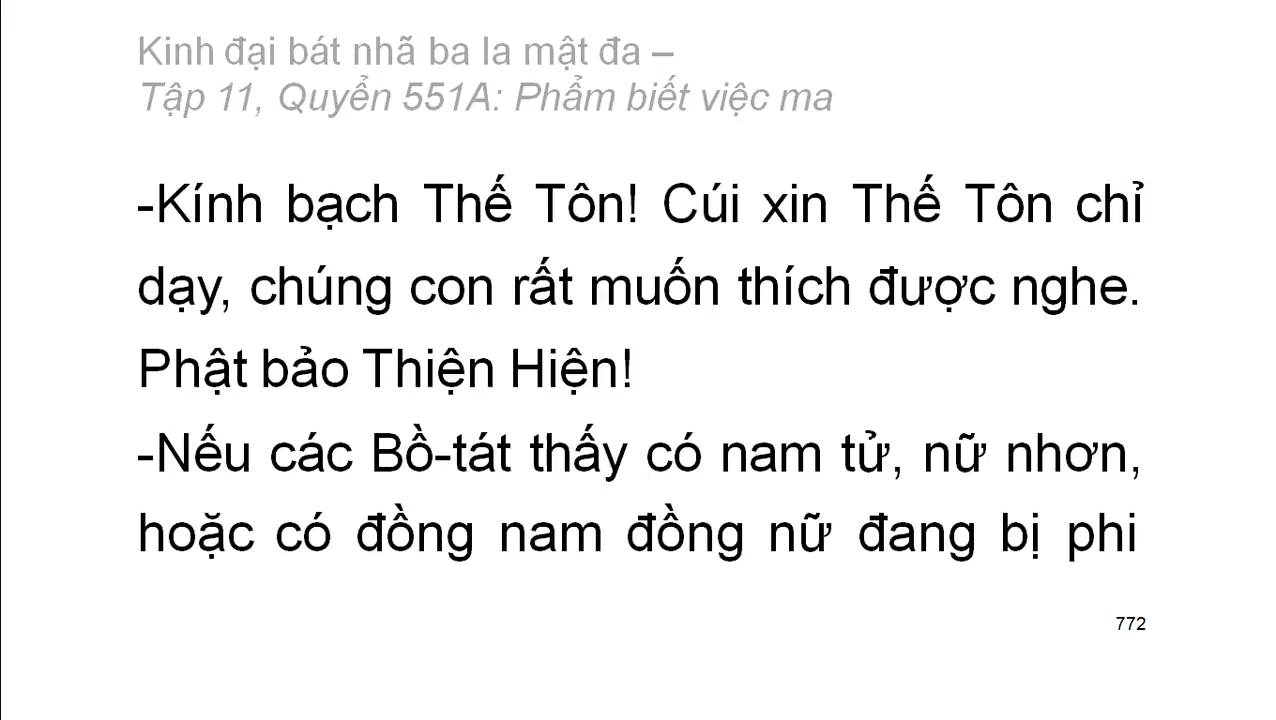 Kinh đại bát nhã ba la mật đa –
Tập 11, Quyển 551A: Phẩm biết việc ma
-Kính bạch Thế Tôn! Cúi xin Thế Tôn chỉ
dạy, chúng con rất muốn thích được nghe.
Phật bảo Thiện Hiện!
-Nếu các Bồ-tát thấy có nam tử, nữ nhơn,
hoặc có đồng nam đồng nữ đang bị phi
772